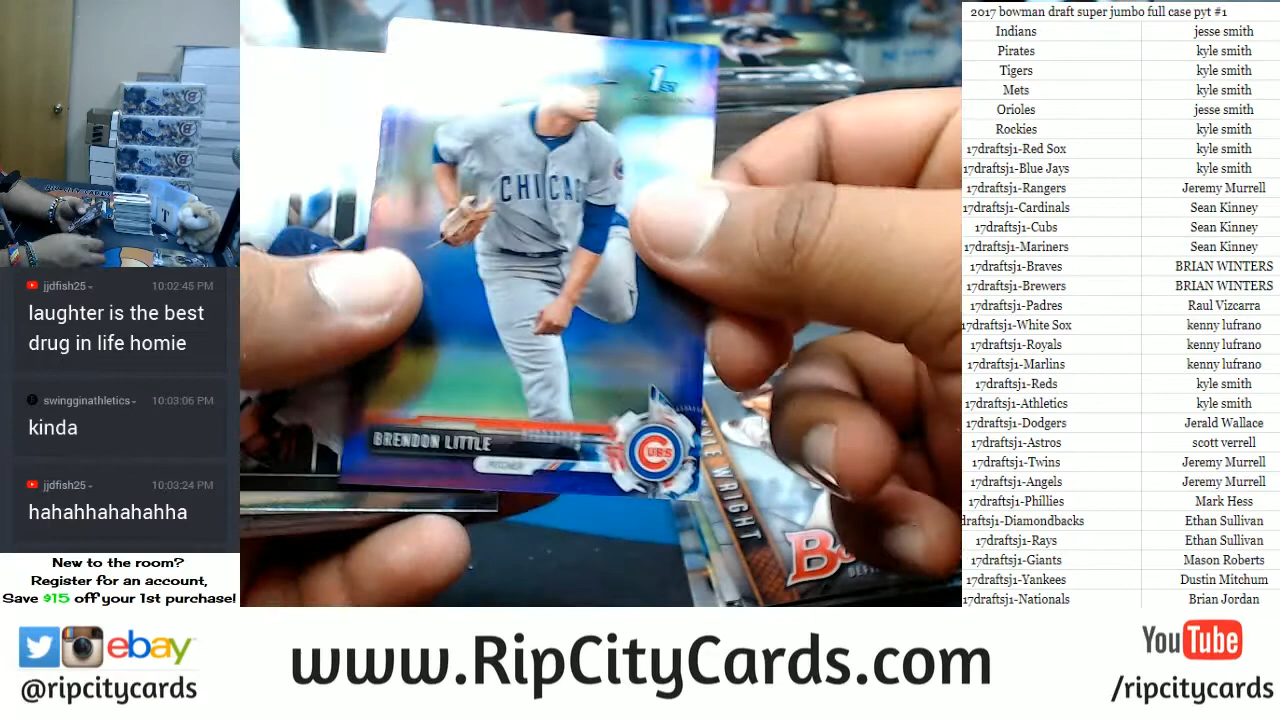 jjdfish25
10:02:45 PM
laughter is the best
drug in life homie
swingginathletics
10:03:06 PM
kinda
jjdfish25
10:03:24 PM
hahahhahahahha
New to the room?
Register for an account,
Save $15 off your 1st purchase!
1ST
CHICAG
BRENDON LITTLE
PITCHER
CUBS
LE WRIGHT
2017 bowman draft super jumbo full case pyt #1
Indians jesse smith
Pirates kyle smith
Tigers kyle smith
Mets kyle smith
Orioles jesse smith
Rockies kyle smith
17draftsj1-Red Sox kyle smith
17draftsj1-Blue Jays kyle smith
17draftsj1-Rangers Jeremy Murrell
17draftsj1-Cardinals Sean Kinney
17draftsj1-Cubs Sean Kinney
17draftsj1-Mariners Sean Kinney
17draftsj1-Braves BRIAN WINTERS
17draftsj1-Brewers BRIAN WINTERS
17draftsj1-Padres Raul Vizcarra
17draftsj1-White Sox kenny lufrano
17draftsj1-Royals kenny lufrano
17draftsj1-Marlins kenny lufrano
17draftsj1-Reds kyle smith
17draftsj1-Athletics kyle smith
17draftsj1-Dodgers Jerald Wallace
17draftsj1-Astros scott verrell
17draftsj1-Twins Jeremy Murrell
17draftsj1-Angels Jeremy Murrell
17draftsj1-Phillies Mark Hess
draftsj1-Diamondbacks Ethan Sullivan
17draftsj1-Rays Ethan Sullivan
17draftsj1-Giants Mason Roberts
17draftsj1-Yankees Dustin Mitchum
17draftsj1-Nationals Brian Jordan
ebay
@ripcitycards
www.RipCityCards.com
YouTube
/ripcitycards